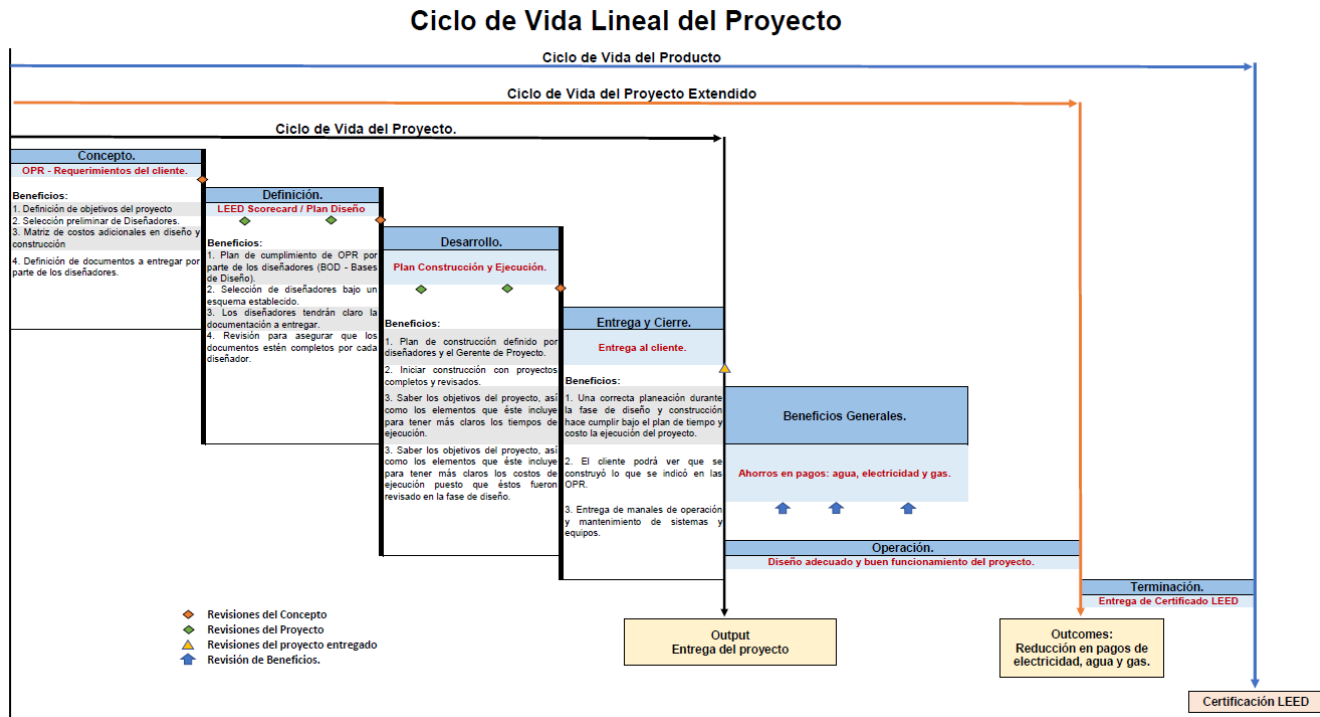 Ciclo de Vida Lineal del Proyecto
Ciclo de Vida del Producto
Ciclo de Vida del Proyecto Extendido
Ciclo de Vida del Proyecto.
Concepto.
OPR - Requerimientos del cliente.
Beneficios:
1. Definición de objetivos del proyecto
2. Selección preliminar de Diseñadores.
3. Matriz de costos adicionales en diseño y
construcción
4. Definición de documentos a entregar por
parte de los diseñadores.
Definición.
LEED Scorecard / Plan Diseño
Beneficios:
1. Plan de cumplimiento de OPR por
parte de los diseñadores (BOD - Bases
de Diseño).
2. Selección de diseñadores bajo un
esquema establecido.
3. Los diseñadores tendrán claro la
documentación a entregar.
4. Revisión para asegurar que los
documentos estén completos por cada
diseñador.
Desarrollo.
Plan Construcción y Ejecución.
Beneficios:
1. Plan de construcción definido por
diseñadores y el Gerente de Proyecto.
2. Iniciar construcción con proyectos
completos y revisados.
3. Saber los objetivos del proyecto, así
como los elementos que éste incluye
para tener más claros los tiempos de
ejecución.
3. Saber los objetivos del proyecto, así
como los elementos que éste incluye
para tener más claros los costos de
ejecución puesto que éstos fueron
revisado en la fase de diseño.
Entrega y Cierre.
Entrega al cliente.
Beneficios:
1. Una correcta planeación durante
la fase de diseño y construcción
hace cumplir bajo el plan de tiempo y
costo la ejecución del proyecto.
2. El cliente podrá ver que se
construyó lo que se indicó en las
OPR.
3. Entrega de manales de operación
y mantenimiento de sistemas y
equipos.
Beneficios Generales.
Ahorros en pagos: agua, electricidad y gas.
Operación.
Diseño adecuado y buen funcionamiento del proyecto.
Terminación.
Entrega de Certificado LEED
Revisiones del Concepto
Revisiones del Proyecto
Revisiones del proyecto entregado
Revisión de Beneficios.
Output
Entrega del proyecto
Outcomes:
Reducción en pagos de
electricidad, agua y gas.
Certificación LEED